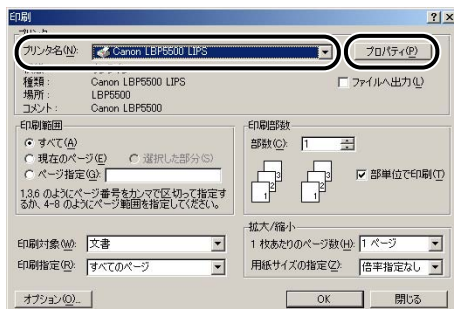 印刷
プリンタ名(N): Canon LBP5500 LIPS プロパティ(P)
種類: Canon LBP5500 LIPS ファイルへ出力(L)
場所: LBP5500
コメント: Canon LBP5500
印刷範囲
すべて(A)
現在のページ(E) 選択した部分(S)
ページ指定(G):
1,3,6 のようにページ番号をカンマで区切って指定す
るか、4-8 のようにページ範囲を指定してください。
印刷部数
部数(C): 1
部単位で印刷(T)
印刷対象(W): 文書
印刷指定(R): すべてのページ
拡大/縮小
1 枚あたりのページ数(H): 1 ページ
用紙サイズの指定(Z): 倍率指定なし
オプション(O)... OK 閉じる